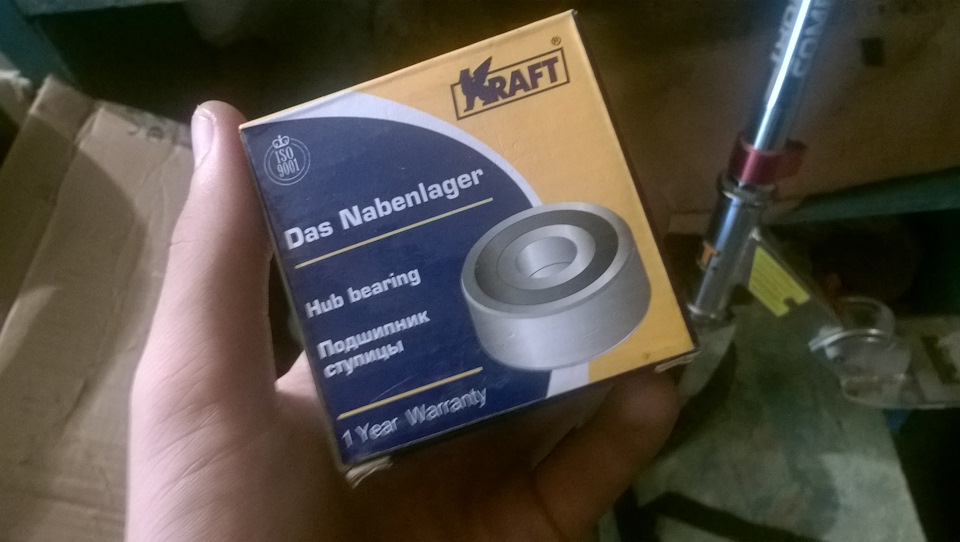 KRAFT®
ISO
9001
Das Nabenlager
Hub bearing
Подшипник
ступицы
1 Year Warranty